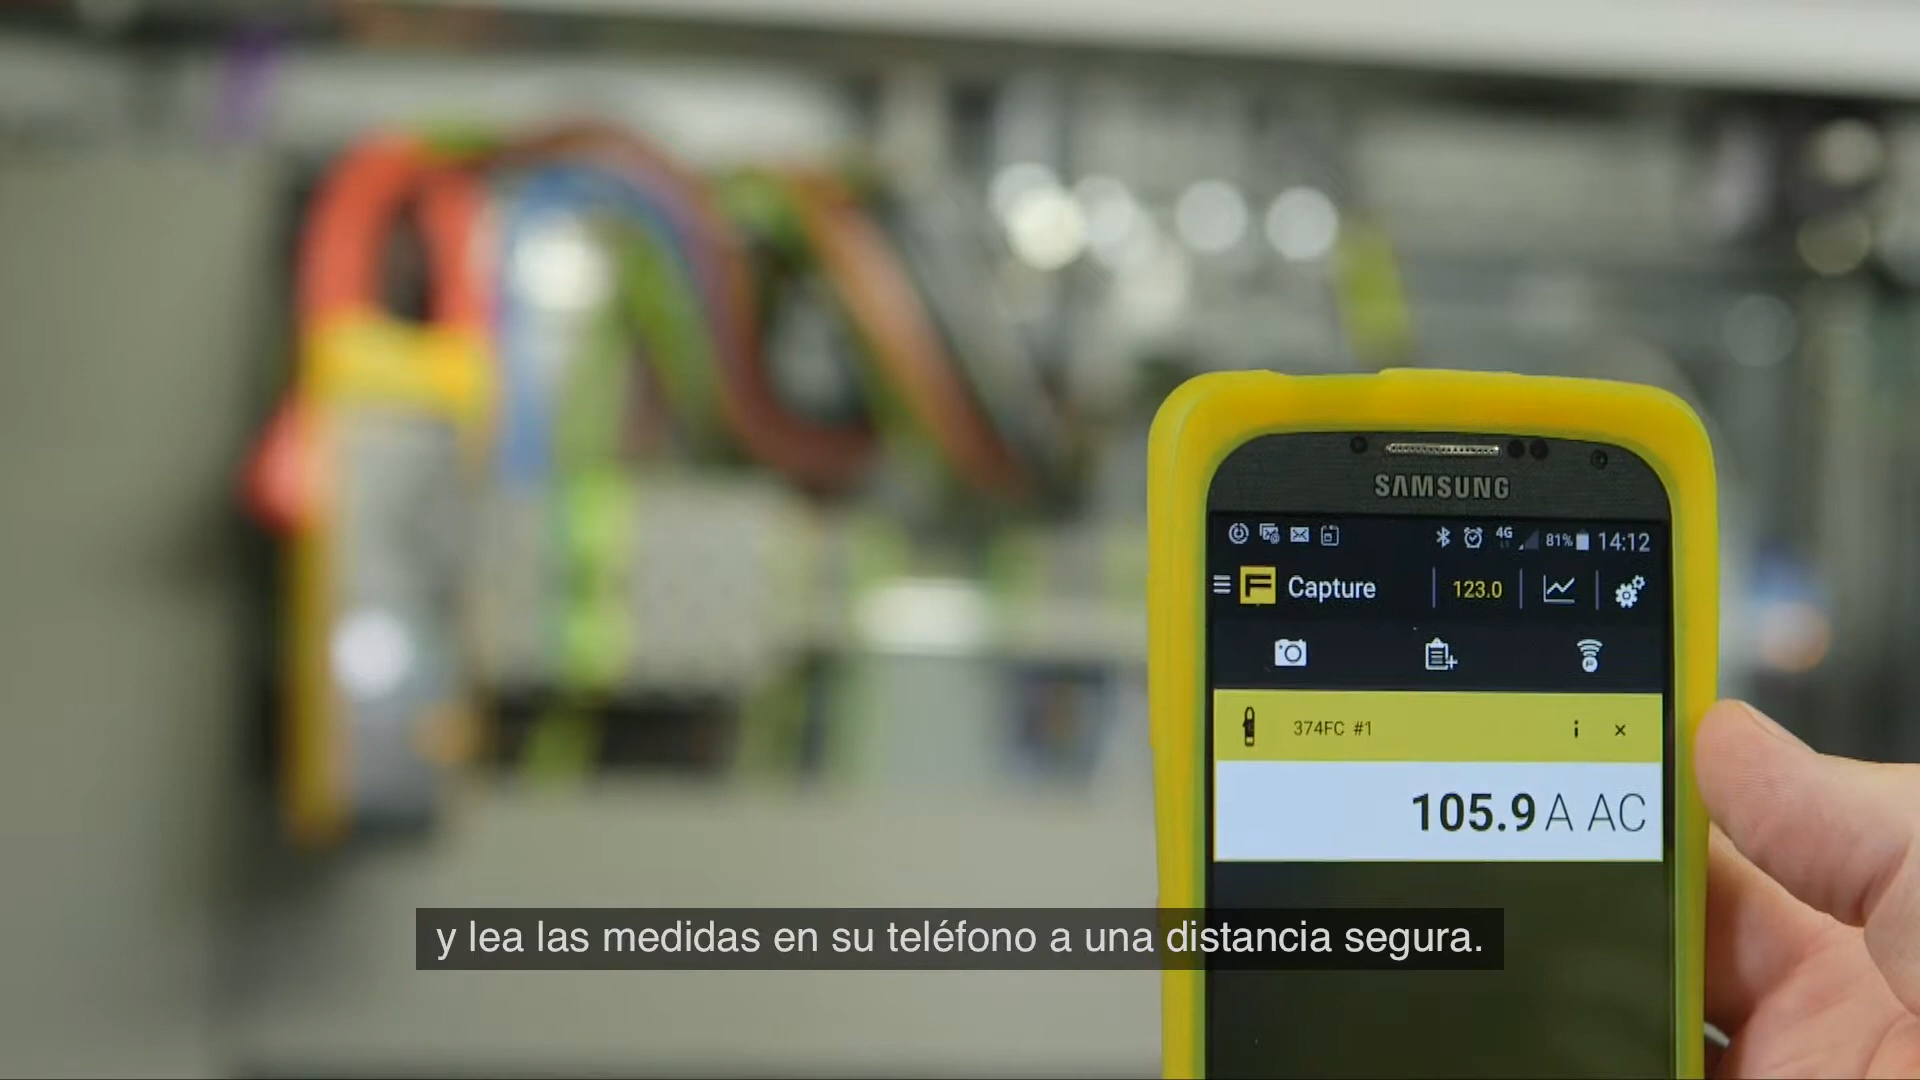 SAMSUNG
4G 81% 14:12
F Capture 123.0
374FC #1 i ×
105.9 A AC
y lea las medidas en su teléfono a una distancia segura.